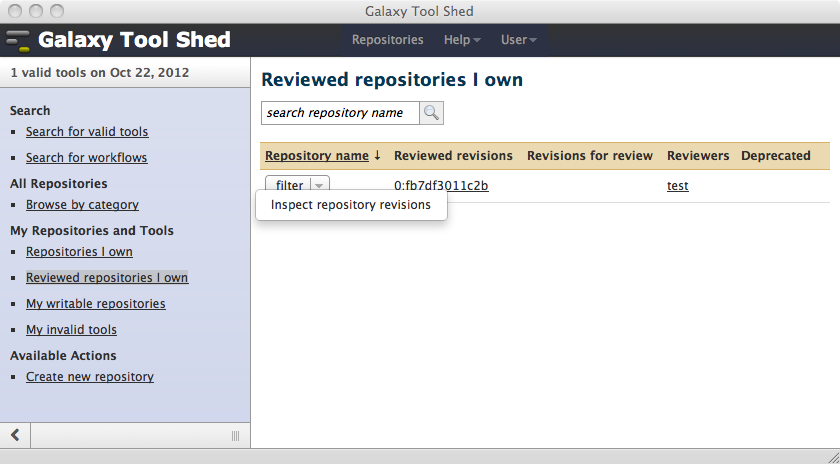 Galaxy Tool Shed
Galaxy Tool Shed
Repositories Help User
1 valid tools on Oct 22, 2012
Search
Search for valid tools
Search for workflows
All Repositories
Browse by category
My Repositories and Tools
Repositories I own
Reviewed repositories I own
My writable repositories
My invalid tools
Available Actions
Create new repository
Reviewed repositories I own
search repository name
Repository name ↓ Reviewed revisions Revisions for review Reviewers Deprecated
filter 0:fb7df3011c2b test
Inspect repository revisions